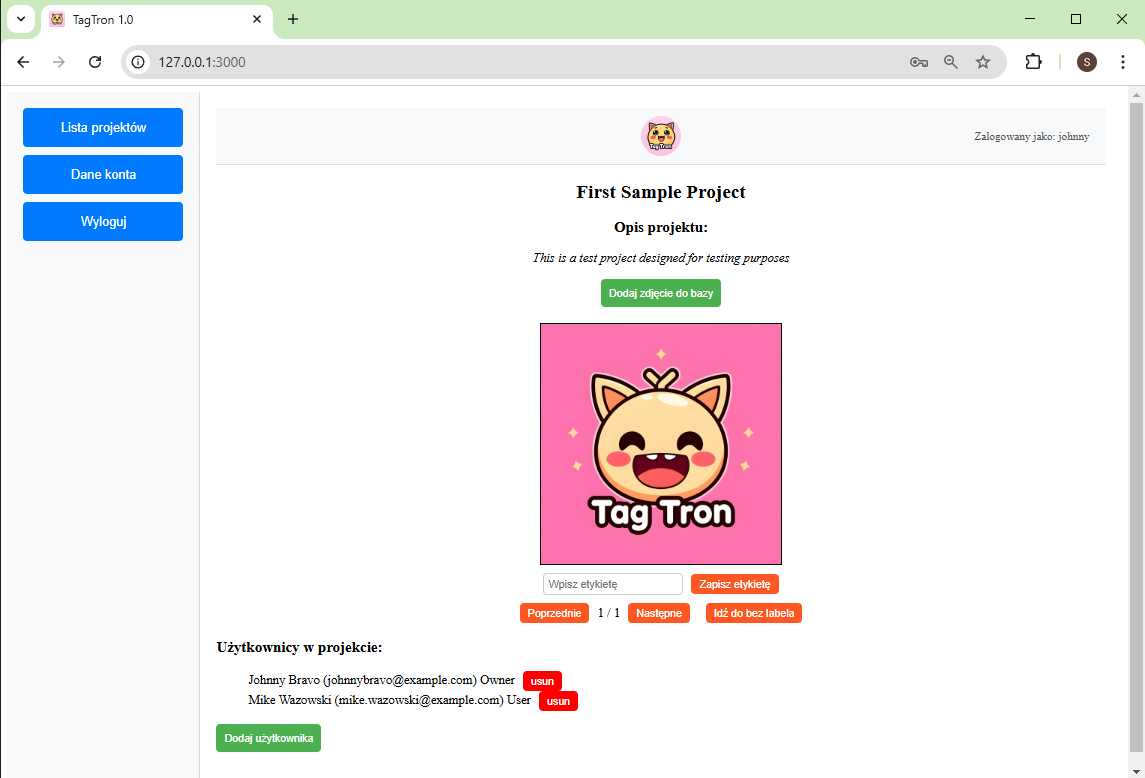 TagTron 1.0
127.0.0.1:3000
S
Lista projektów
Dane konta
Wyloguj
TagTron
Zalogowany jako: johnny
First Sample Project
Opis projektu:
This is a test project designed for testing purposes
Dodaj zdjęcie do bazy
Tag Tron
Wpisz etykietę Zapisz etykietę
Poprzednie 1 / 1 Następne Idź do bez labela
Użytkownicy w projekcie:
Johnny Bravo (johnnybravo@example.com) Owner usun
Mike Wazowski (mike.wazowski@example.com) User usun
Dodaj użytkownika